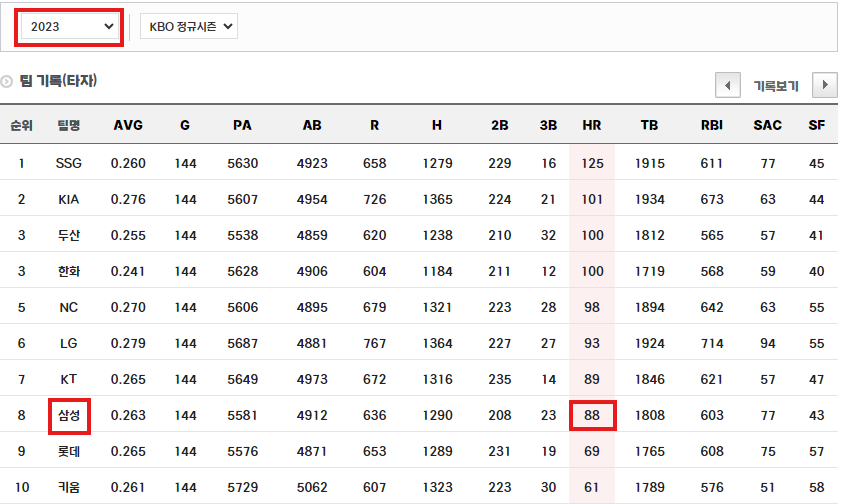 2023 KBO 정규시즌
팀 기록(타자) 기록보기
순위 팀명 AVG G PA AB R H 2B 3B HR TB RBI SAC SF
1 SSG 0.260 144 5630 4923 658 1279 229 16 125 1915 611 77 45
2 KIA 0.276 144 5607 4954 726 1365 224 21 101 1934 673 63 44
3 두산 0.255 144 5538 4859 620 1238 210 32 100 1812 565 57 41
3 한화 0.241 144 5628 4906 604 1184 211 12 100 1719 568 59 40
5 NC 0.270 144 5606 4895 679 1321 223 28 98 1894 642 63 55
6 LG 0.279 144 5687 4881 767 1364 227 27 93 1924 714 94 55
7 KT 0.265 144 5649 4973 672 1316 235 14 89 1846 621 57 47
8 삼성 0.263 144 5581 4912 636 1290 208 23 88 1808 603 77 43
9 롯데 0.265 144 5576 4871 653 1289 231 19 69 1765 608 75 57
10 키움 0.261 144 5729 5062 607 1323 223 30 61 1789 576 51 58